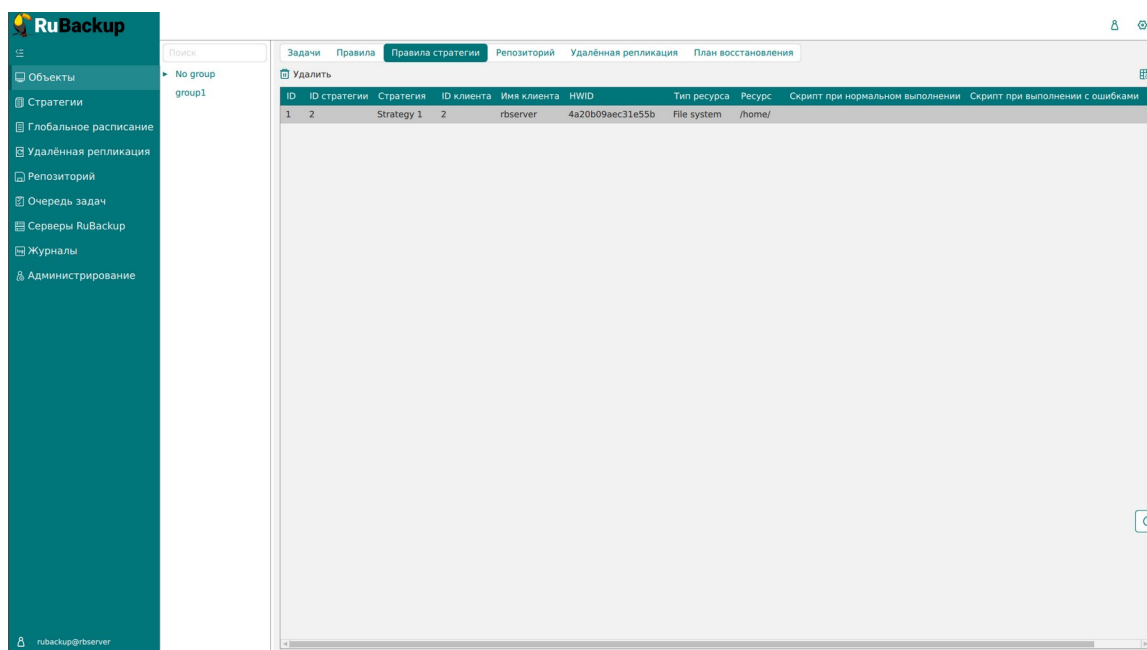 RuBackup
Объекты
Стратегии
Глобальное расписание
Удалённая репликация
Репозиторий
Очередь задач
Серверы RuBackup
Журналы
Администрирование
rubackup@rbserver
Поиск
No group
group1
Задачи Правила Правила стратегии Репозиторий Удалённая репликация План восстановления
Удалить
ID ID стратегии Стратегия ID клиента Имя клиента HWID Тип ресурса Ресурс Скрипт при нормальном выполнении Скрипт при выполнении с ошибками
1 2 Strategy 1 2 rbserver 4a20b09aec31e55b File system /home/